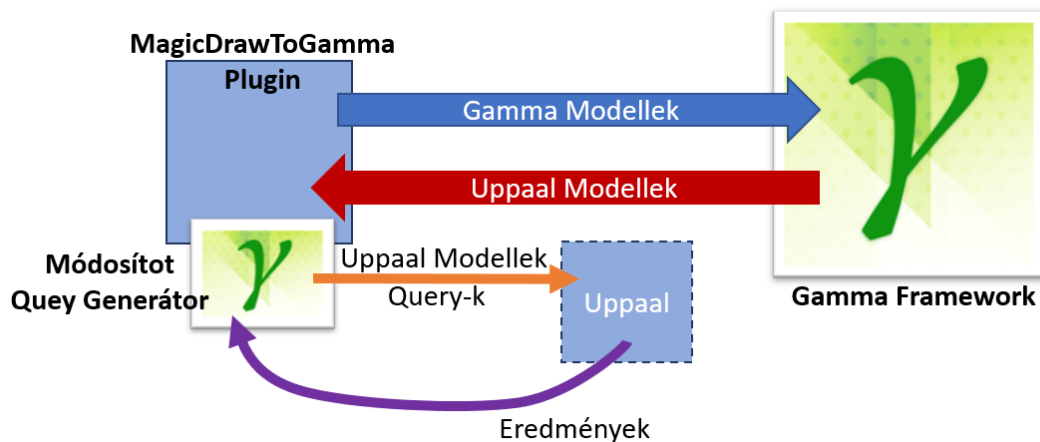 MagicDrawToGamma
Plugin
Gamma Modellek
Uppaal Modellek
Módosítot
Quey Generátor
Uppaal Modellek
Query-k
Uppaal
Gamma Framework
Eredmények